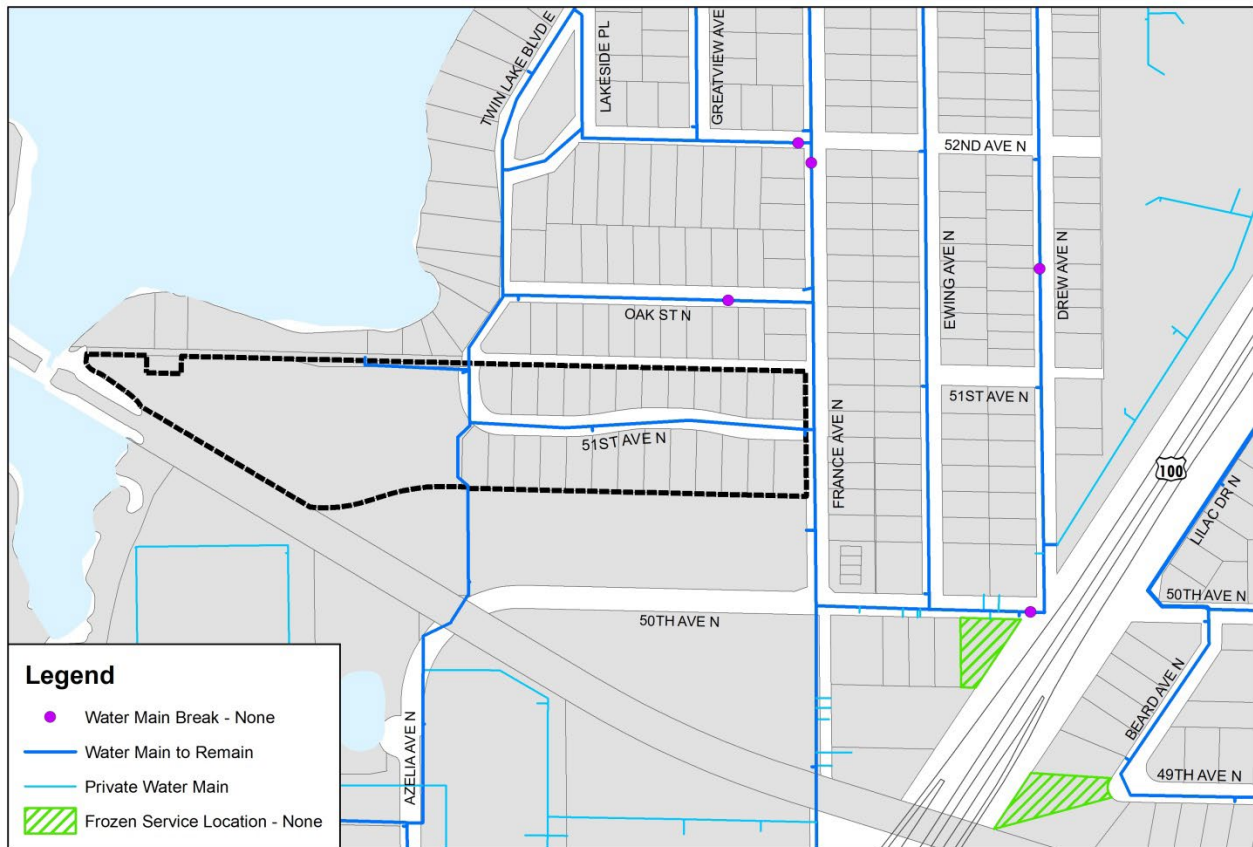 TWIN LAKE BLVD E
LAKESIDE PL
GREATVIEW AVE
52ND AVE N
EWING AVE N
DREW AVE N
OAK ST N
FRANCE AVE N
51ST AVE N
51ST AVE N
100
LILAC DR N
50TH AVE N
50TH AVE N
BEARD AVE N
49TH AVE N
AZELIA AVE N
Legend
Water Main Break - None
Water Main to Remain
Private Water Main
Frozen Service Location - None